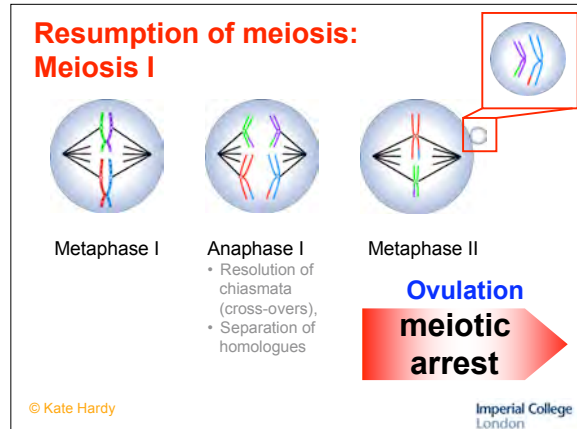 Resumption of meiosis:
Meiosis I
Metaphase I
Anaphase I
• Resolution of
chiasmata
(cross-overs),
• Separation of
homologues
Metaphase II
Ovulation
meiotic
arrest
© Kate Hardy
Imperial College
London